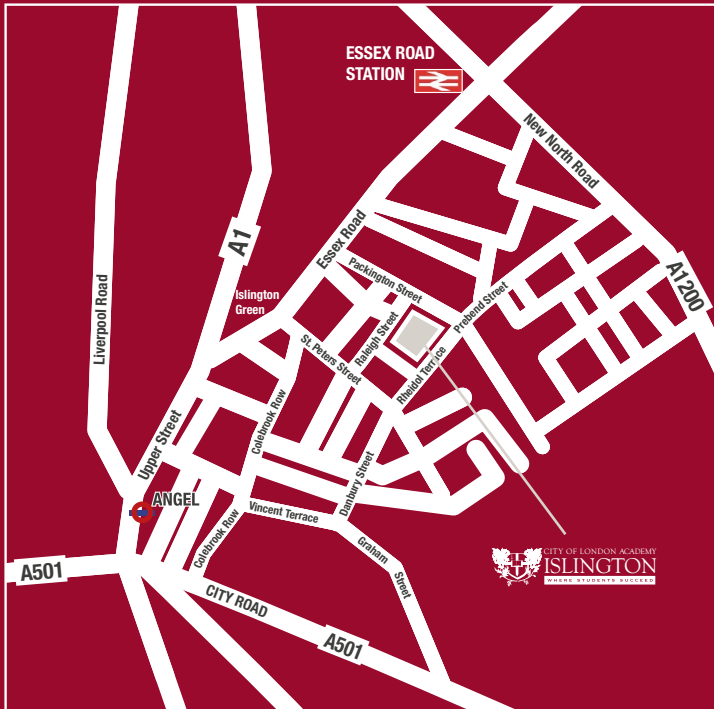 ESSEX ROAD
STATION
New North Road
A1
Essex Road
A1200
Packington Street
Liverpool Road
Islington
Green
Prebend Street
Raleigh Street
St. Peters Street
Rheidol Terrace
Colebrook Row
Upper Street
Danbury Street
ANGEL
Vincent Terrace
Colebrook Row
Graham
Street
CITY OF LONDON ACADEMY
ISLINGTON
WHERE STUDENTS SUCCEED
A501
CITY ROAD
A501